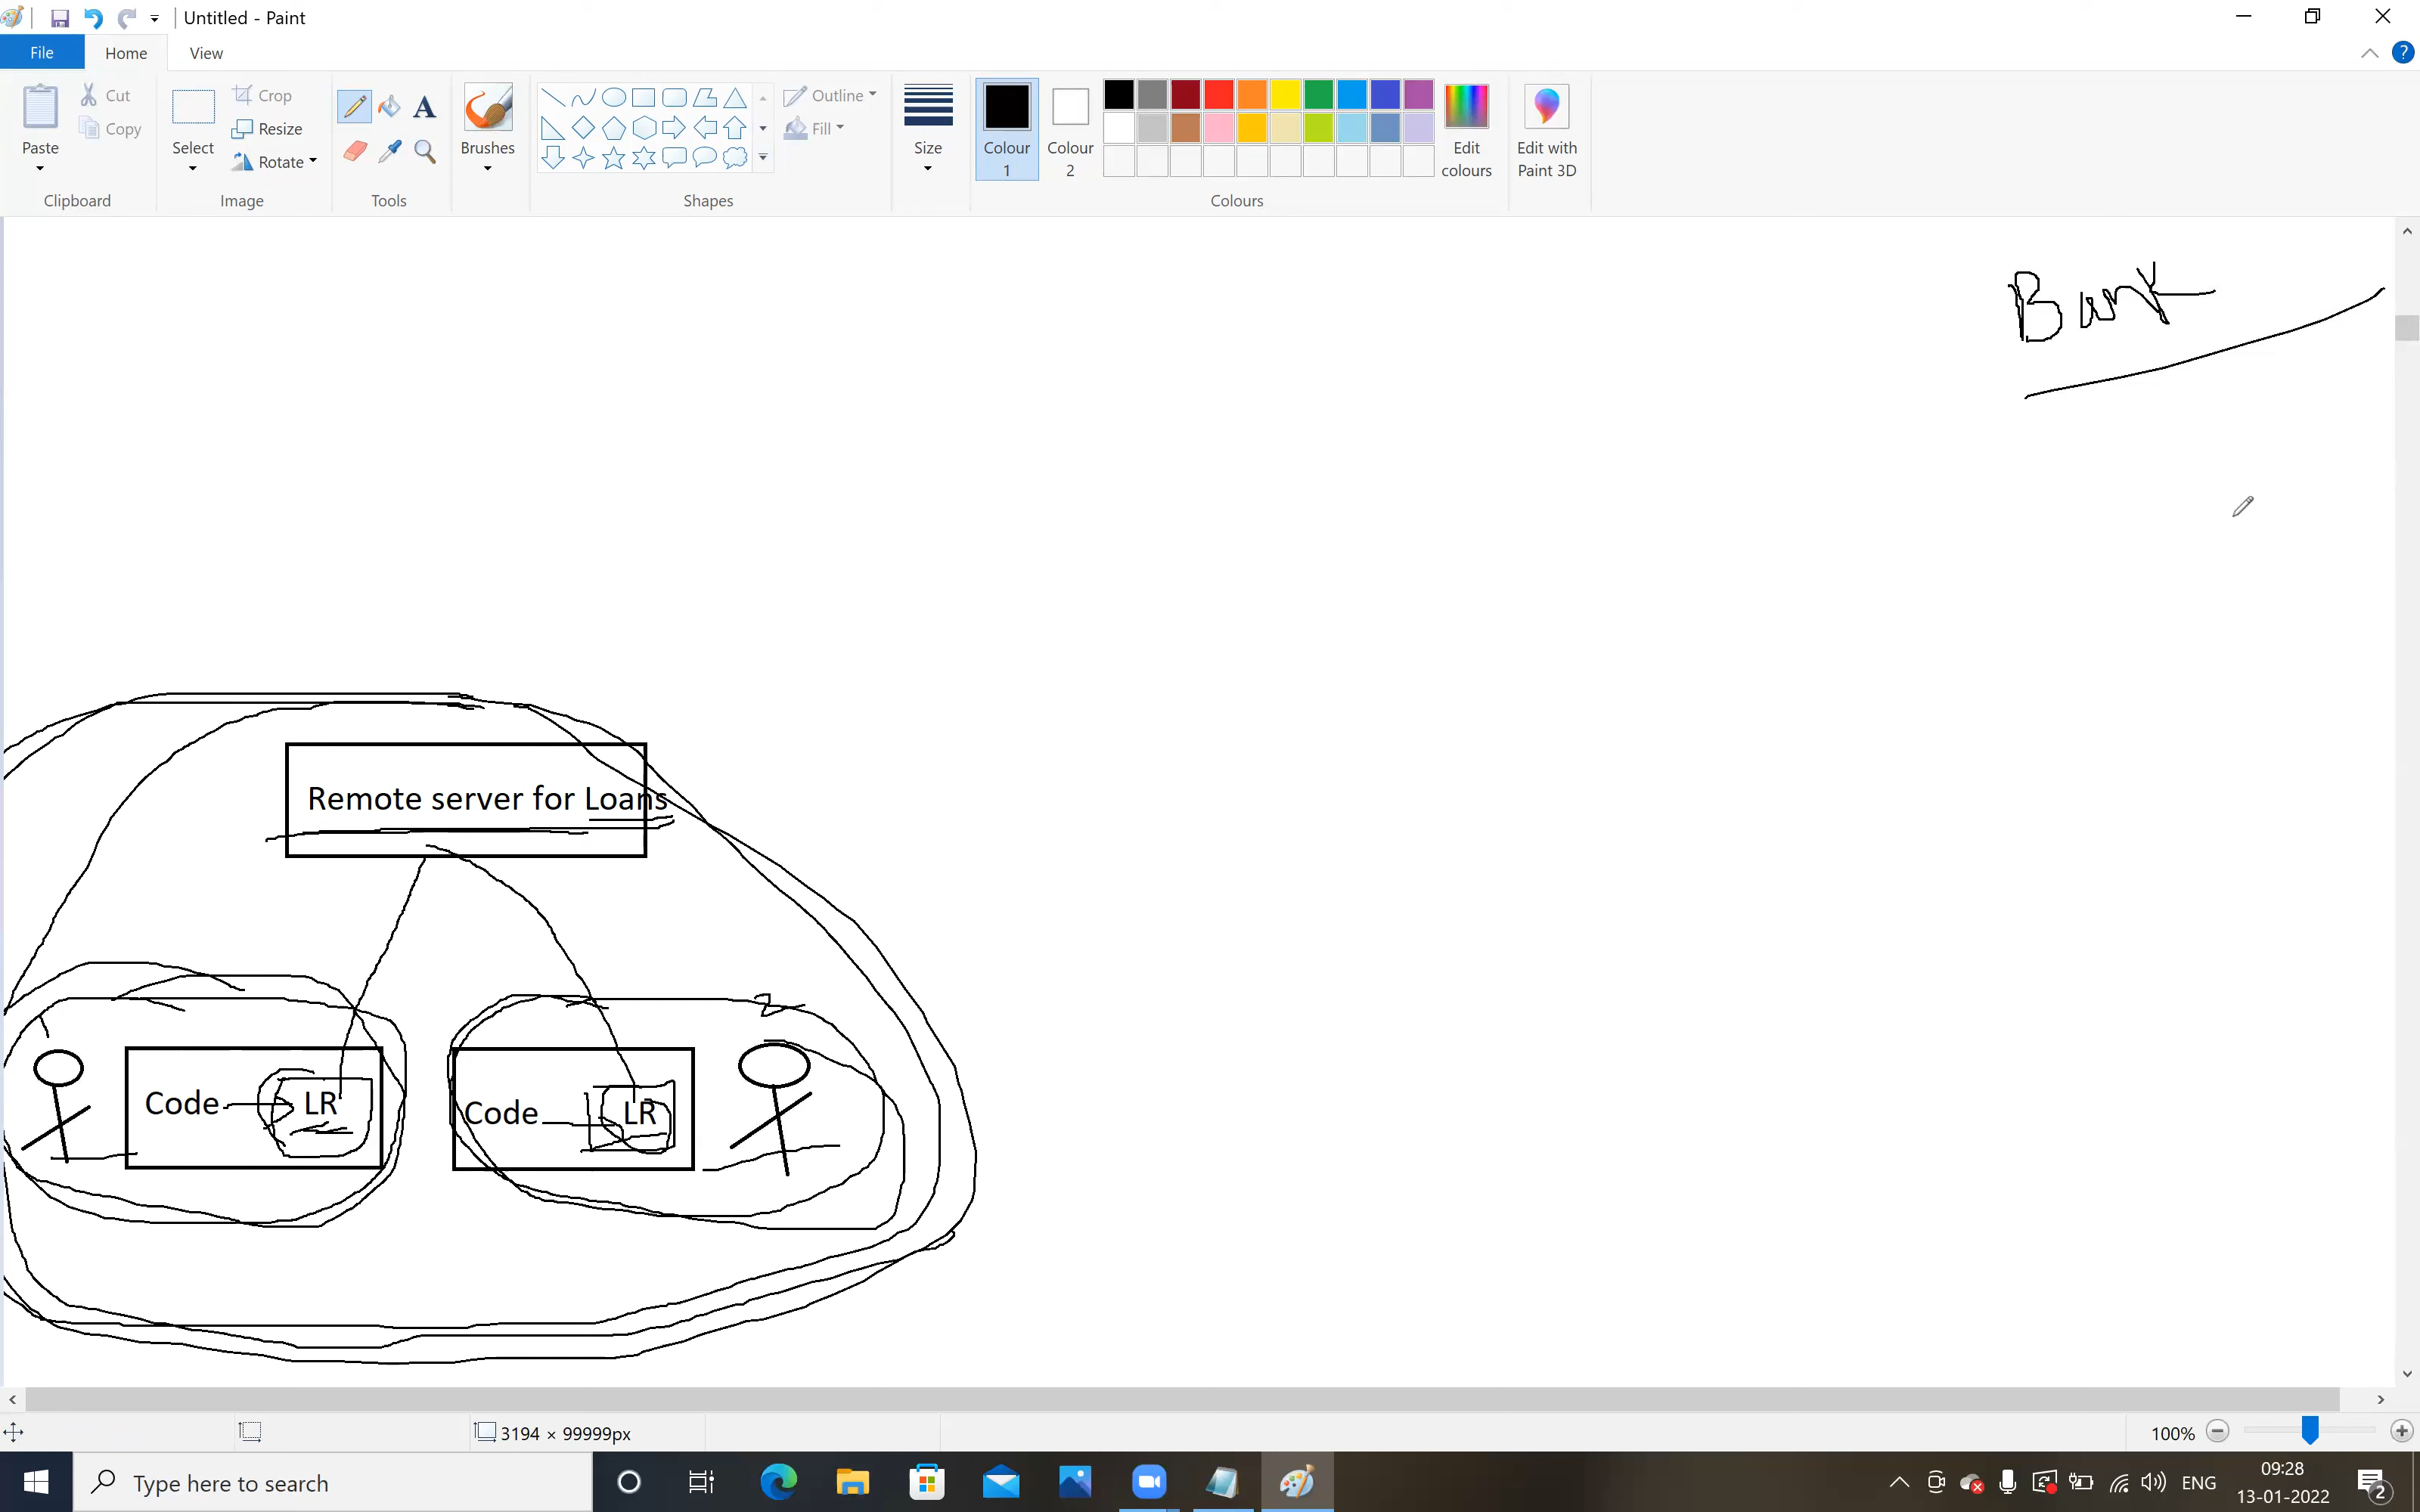 Untitled - Paint
File Home View
Paste
Cut
Copy
Clipboard
Select
Crop
Resize
Rotate
Image
Tools
Brushes
Shapes
Outline
Fill
Size
Colour 1
Colour 2
Colours
Edit colours
Edit with Paint 3D
Bank
Remote server for Loans
Code LR
Code LR
3194 × 99999px
100%
Type here to search
ENG
09:28
13-01-2022
2